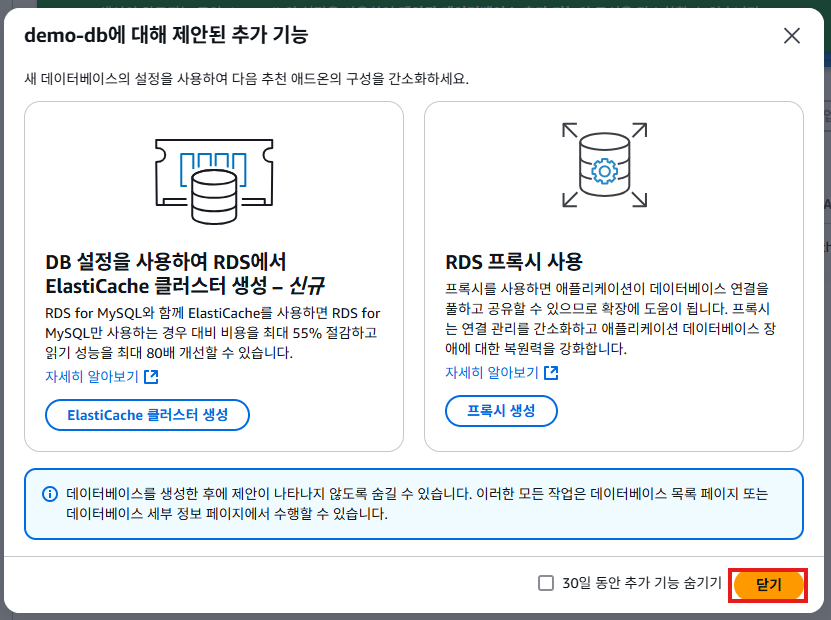 demo-db에 대해 제안된 추가 기능
새 데이터베이스의 설정을 사용하여 다음 추천 애드온의 구성을 간소화하세요.
DB 설정을 사용하여 RDS에서
ElastiCache 클러스터 생성 – 신규
RDS for MySQL와 함께 ElastiCache를 사용하면 RDS for
MySQL만 사용하는 경우 대비 비용을 최대 55% 절감하고
읽기 성능을 최대 80배 개선할 수 있습니다.
자세히 알아보기
ElastiCache 클러스터 생성
RDS 프록시 사용
프록시를 사용하면 애플리케이션이 데이터베이스 연결을
풀하고 공유할 수 있으므로 확장에 도움이 됩니다. 프록시
는 연결 관리를 간소화하고 애플리케이션 데이터베이스 장
애에 대한 복원력을 강화합니다.
자세히 알아보기
프록시 생성
데이터베이스를 생성한 후에 제안이 나타나지 않도록 숨길 수 있습니다. 이러한 모든 작업은 데이터베이스 목록 페이지 또는
데이터베이스 세부 정보 페이지에서 수행할 수 있습니다.
30일 동안 추가 기능 숨기기
닫기